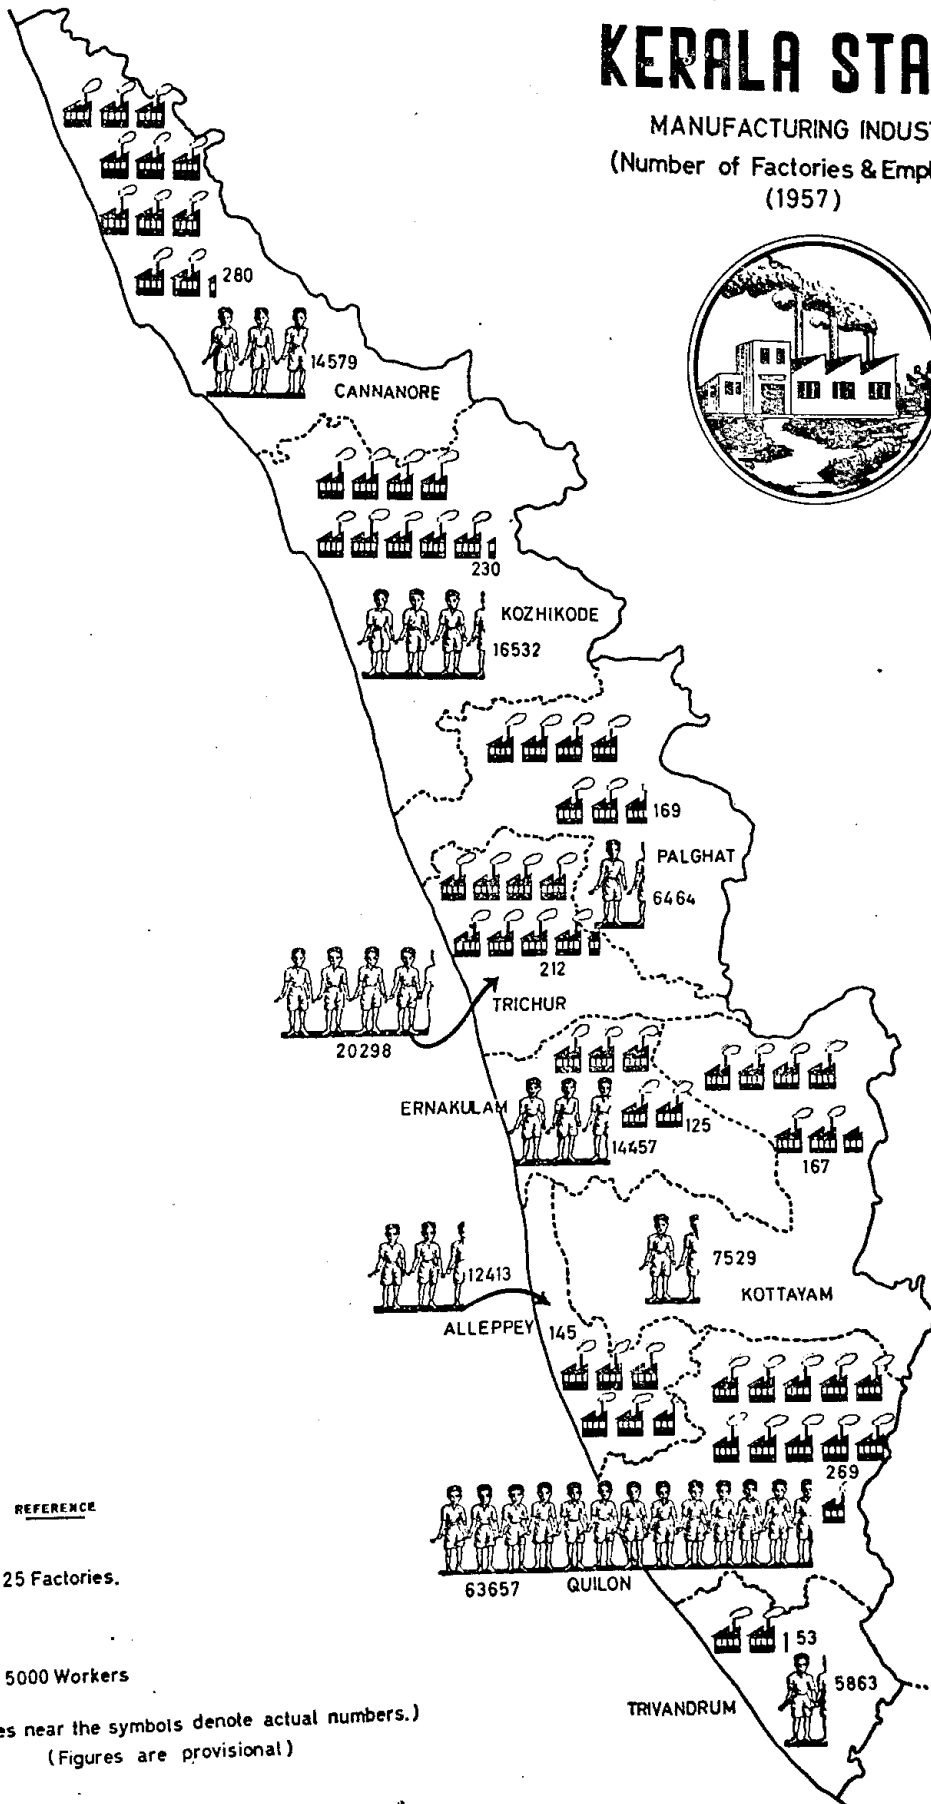 KERALA STA
MANUFACTURING INDUST
(Number of Factories & Empl
(1957)
280
14579
CANNANORE
230
KOZHIKODE
16532
169
PALGHAT
6464
212
TRICHUR
20298
ERNAKULAM
125
14457
167
7529
KOTTAYAM
12413
ALLEPPEY
145
269
63657
QUILON
53
5863
TRIVANDRUM
REFERENCE
25 Factories.
5000 Workers
es near the symbols denote actual numbers.)
(Figures are provisional)